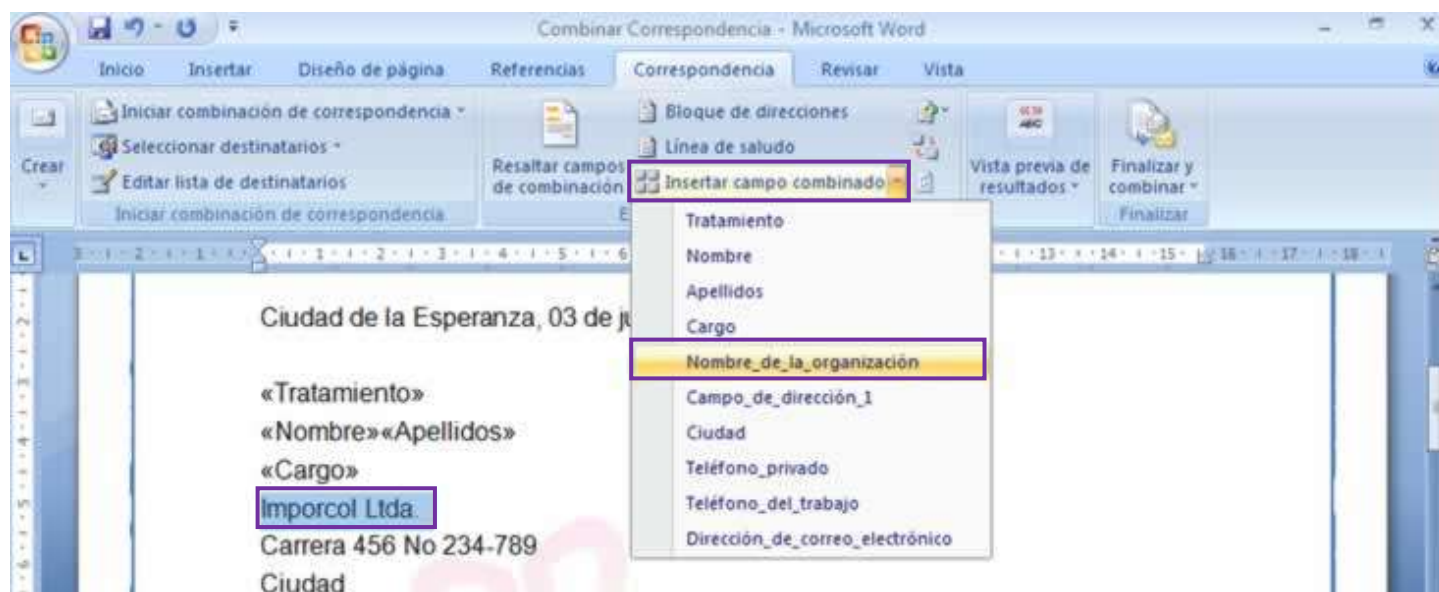 Combinar Correspondencia - Microsoft Word
Inicio Insertar Diseño de página Referencias Correspondencia Revisar Vista
Crear
Iniciar combinación de correspondencia
Seleccionar destinatarios
Editar lista de destinatarios
Iniciar combinación de correspondencia
Resaltar campos
de combinación
Bloque de direcciones
Línea de saludo
Insertar campo combinado
Vista previa de
resultados
Finalizar y
combinar
Finalizar
Tratamiento
Nombre
Apellidos
Cargo
Nombre_de_la_organización
Campo_de_dirección_1
Ciudad
Teléfono_privado
Teléfono_del_trabajo
Dirección_de_correo_electrónico
Ciudad de la Esperanza, 03 de ju
«Tratamiento»
«Nombre»«Apellidos»
«Cargo»
Imporcol Ltda.
Carrera 456 No 234-789
Ciudad